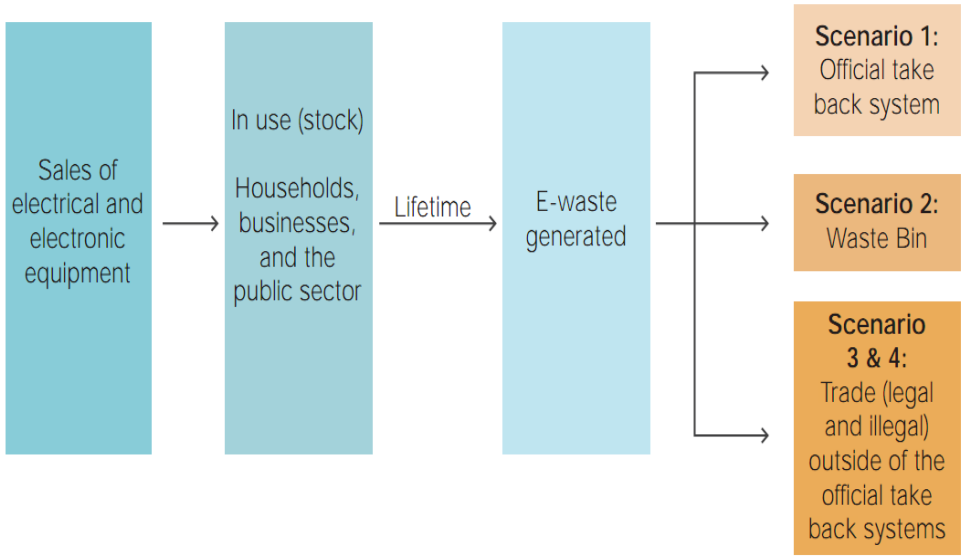 Sales of
electrical and
electronic
equipment
In use (stock)
Households,
businesses,
and the
public sector
Lifetime
E-waste
generated
Scenario 1:
Official take
back system
Scenario 2:
Waste Bin
Scenario
3 & 4:
Trade (legal
and illegal)
outside of the
official take
back systems